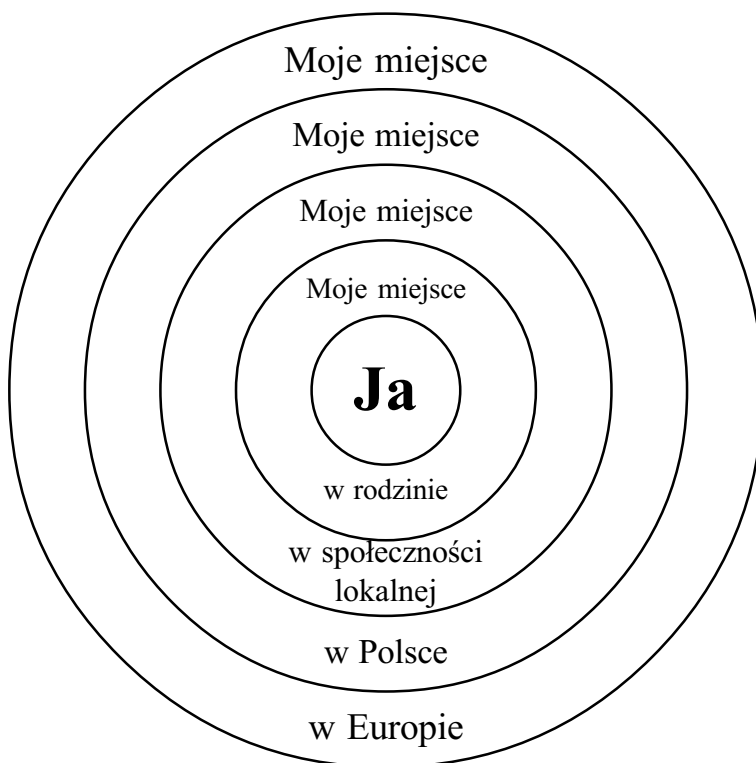 Moje miejsce
Moje miejsce
Moje miejsce
Moje miejsce
Ja
w rodzinie
w społeczności
lokalnej
w Polsce
w Europie